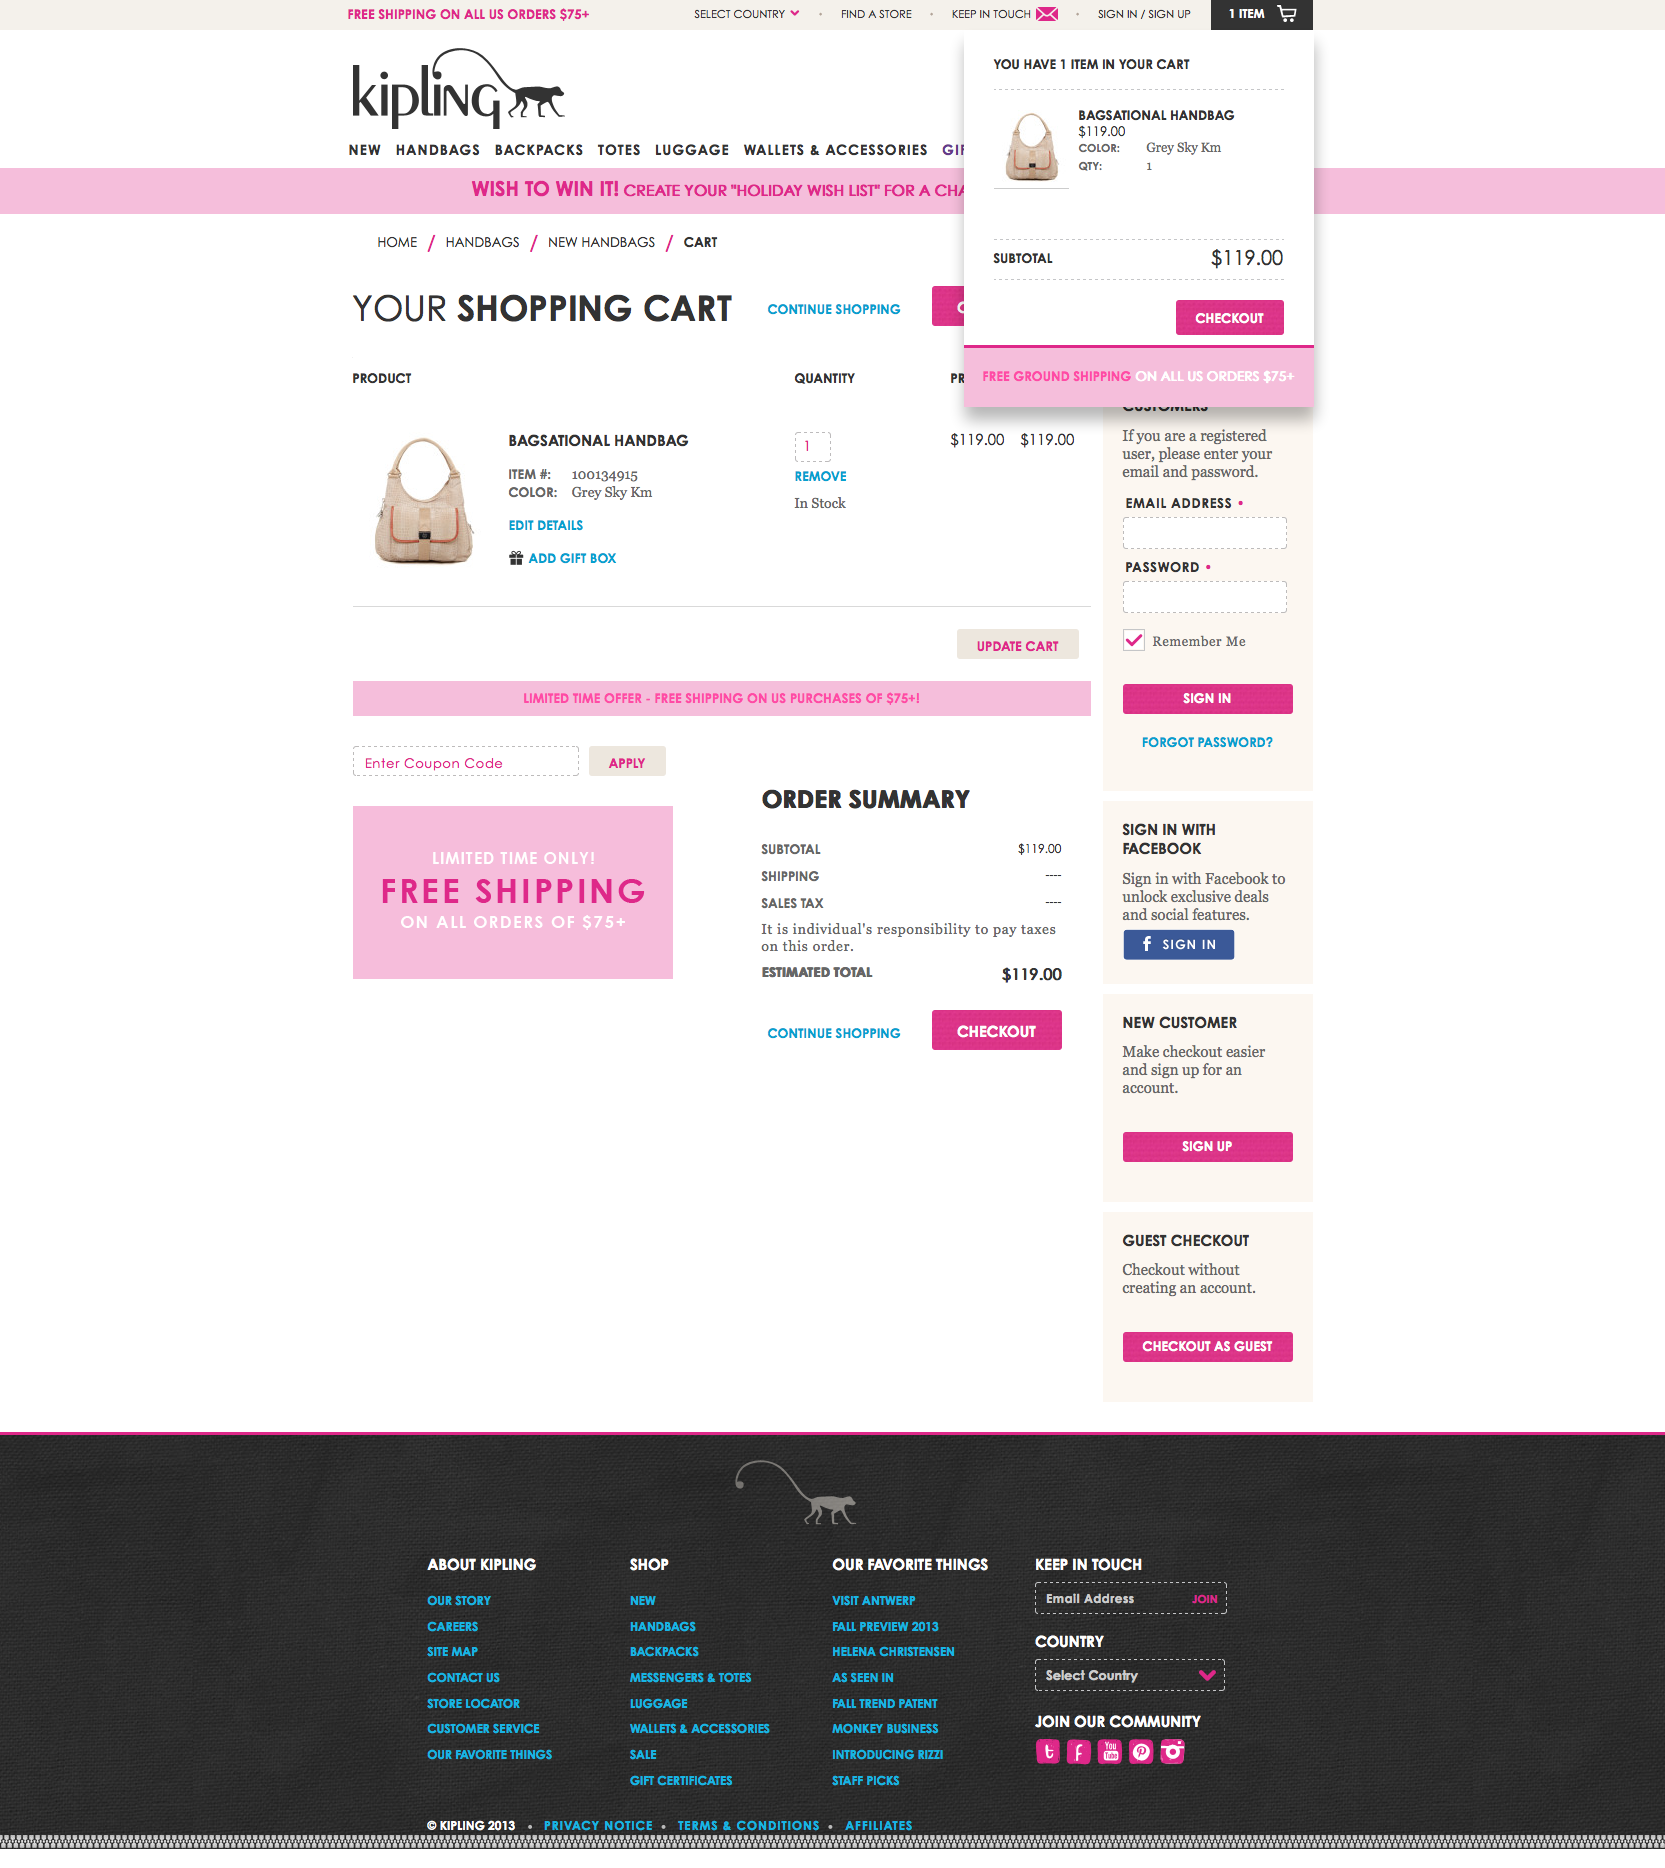 FREE SHIPPING ON ALL US ORDERS $75+
SELECT COUNTRY • FIND A STORE • KEEP IN TOUCH • SIGN IN / SIGN UP
1 ITEM
kipling
NEW HANDBAGS BACKPACKS TOTES LUGGAGE WALLETS & ACCESSORIES GIF
WISH TO WIN IT! CREATE YOUR "HOLIDAY WISH LIST" FOR A CHA
YOU HAVE 1 ITEM IN YOUR CART
BAGSATIONAL HANDBAG
$119.00
COLOR: Grey Sky Km
QTY: 1
SUBTOTAL $119.00
CHECKOUT
FREE GROUND SHIPPING ON ALL US ORDERS $75+
HOME / HANDBAGS / NEW HANDBAGS / CART
YOUR SHOPPING CART
CONTINUE SHOPPING
PRODUCT QUANTITY PR
BAGSATIONAL HANDBAG
ITEM #: 100134915
COLOR: Grey Sky Km
EDIT DETAILS
ADD GIFT BOX
1
REMOVE
In Stock
$119.00 $119.00
UPDATE CART
LIMITED TIME OFFER - FREE SHIPPING ON US PURCHASES OF $75+!
Enter Coupon Code
APPLY
LIMITED TIME ONLY!
FREE SHIPPING
ON ALL ORDERS OF $75+
ORDER SUMMARY
SUBTOTAL $119.00
SHIPPING ----
SALES TAX ----
It is individual's responsibility to pay taxes
on this order.
ESTIMATED TOTAL $119.00
CONTINUE SHOPPING
CHECKOUT
CUSTOMERS
If you are a registered
user, please enter your
email and password.
EMAIL ADDRESS •
PASSWORD •
Remember Me
SIGN IN
FORGOT PASSWORD?
SIGN IN WITH
FACEBOOK
Sign in with Facebook to
unlock exclusive deals
and social features.
f SIGN IN
NEW CUSTOMER
Make checkout easier
and sign up for an
account.
SIGN UP
GUEST CHECKOUT
Checkout without
creating an account.
CHECKOUT AS GUEST
ABOUT KIPLING
OUR STORY
CAREERS
SITE MAP
CONTACT US
STORE LOCATOR
CUSTOMER SERVICE
OUR FAVORITE THINGS
SHOP
NEW
HANDBAGS
BACKPACKS
MESSENGERS & TOTES
LUGGAGE
WALLETS & ACCESSORIES
SALE
GIFT CERTIFICATES
OUR FAVORITE THINGS
VISIT ANTWERP
FALL PREVIEW 2013
HELENA CHRISTENSEN
AS SEEN IN
FALL TREND PATENT
MONKEY BUSINESS
INTRODUCING RIZZI
STAFF PICKS
KEEP IN TOUCH
Email Address JOIN
COUNTRY
Select Country
JOIN OUR COMMUNITY
t f You Tube
© KIPLING 2013 • PRIVACY NOTICE • TERMS & CONDITIONS • AFFILIATES